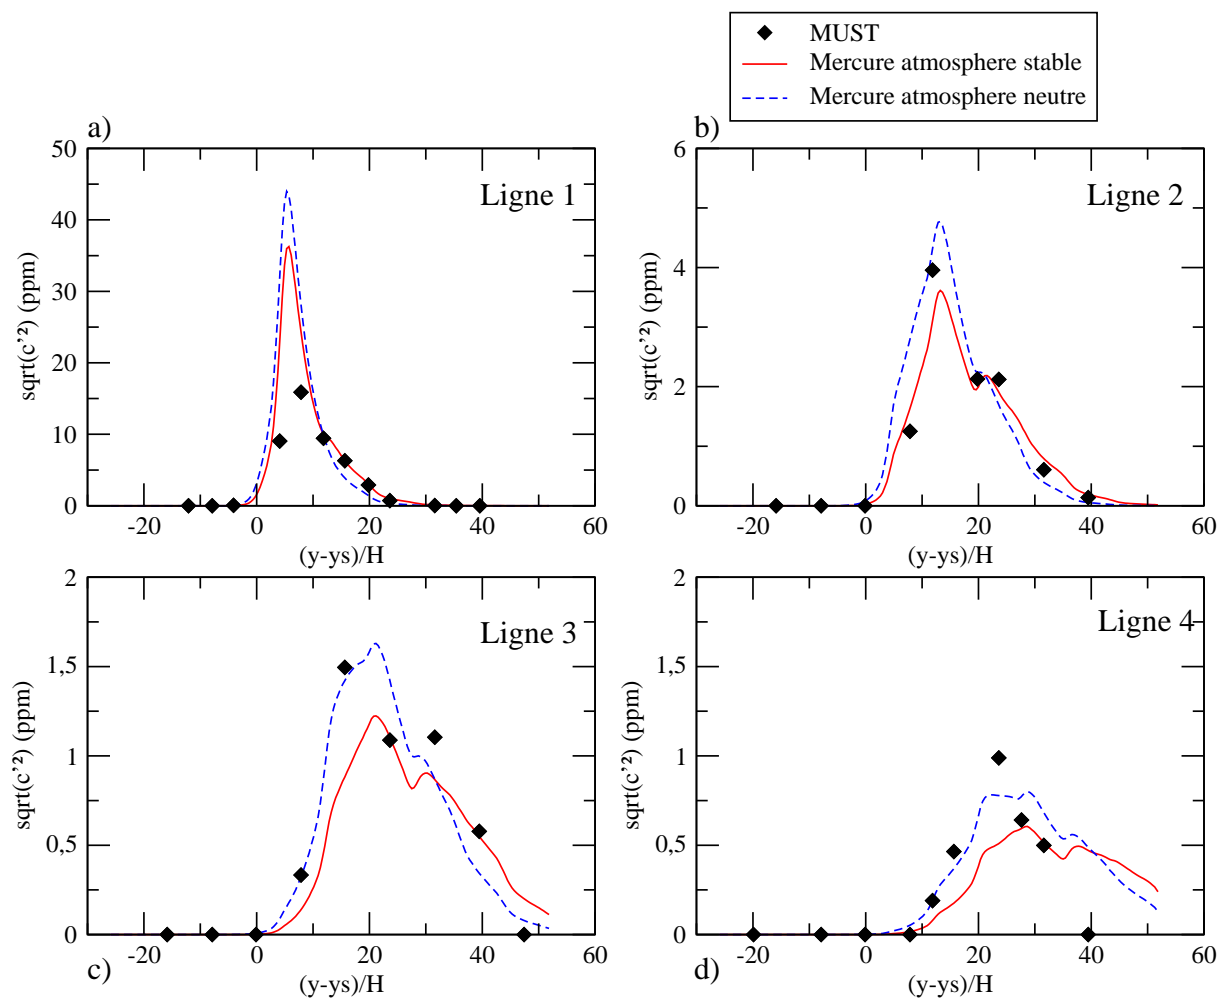 MUST
Mercure atmosphere stable
Mercure atmosphere neutre
a)
b)
50
40
30
20
10
0
sqrt(c’²) (ppm)
Ligne 1
-20 0 20 40 60
(y-ys)/H
6
4
2
0
sqrt(c’²) (ppm)
Ligne 2
-20 0 20 40 60
(y-ys)/H
2
1,5
1
0,5
0
sqrt(c’²) (ppm)
Ligne 3
-20 0 20 40 60
(y-ys)/H
c)
2
1,5
1
0,5
0
sqrt(c’²) (ppm)
Ligne 4
-20 0 20 40 60
(y-ys)/H
d)